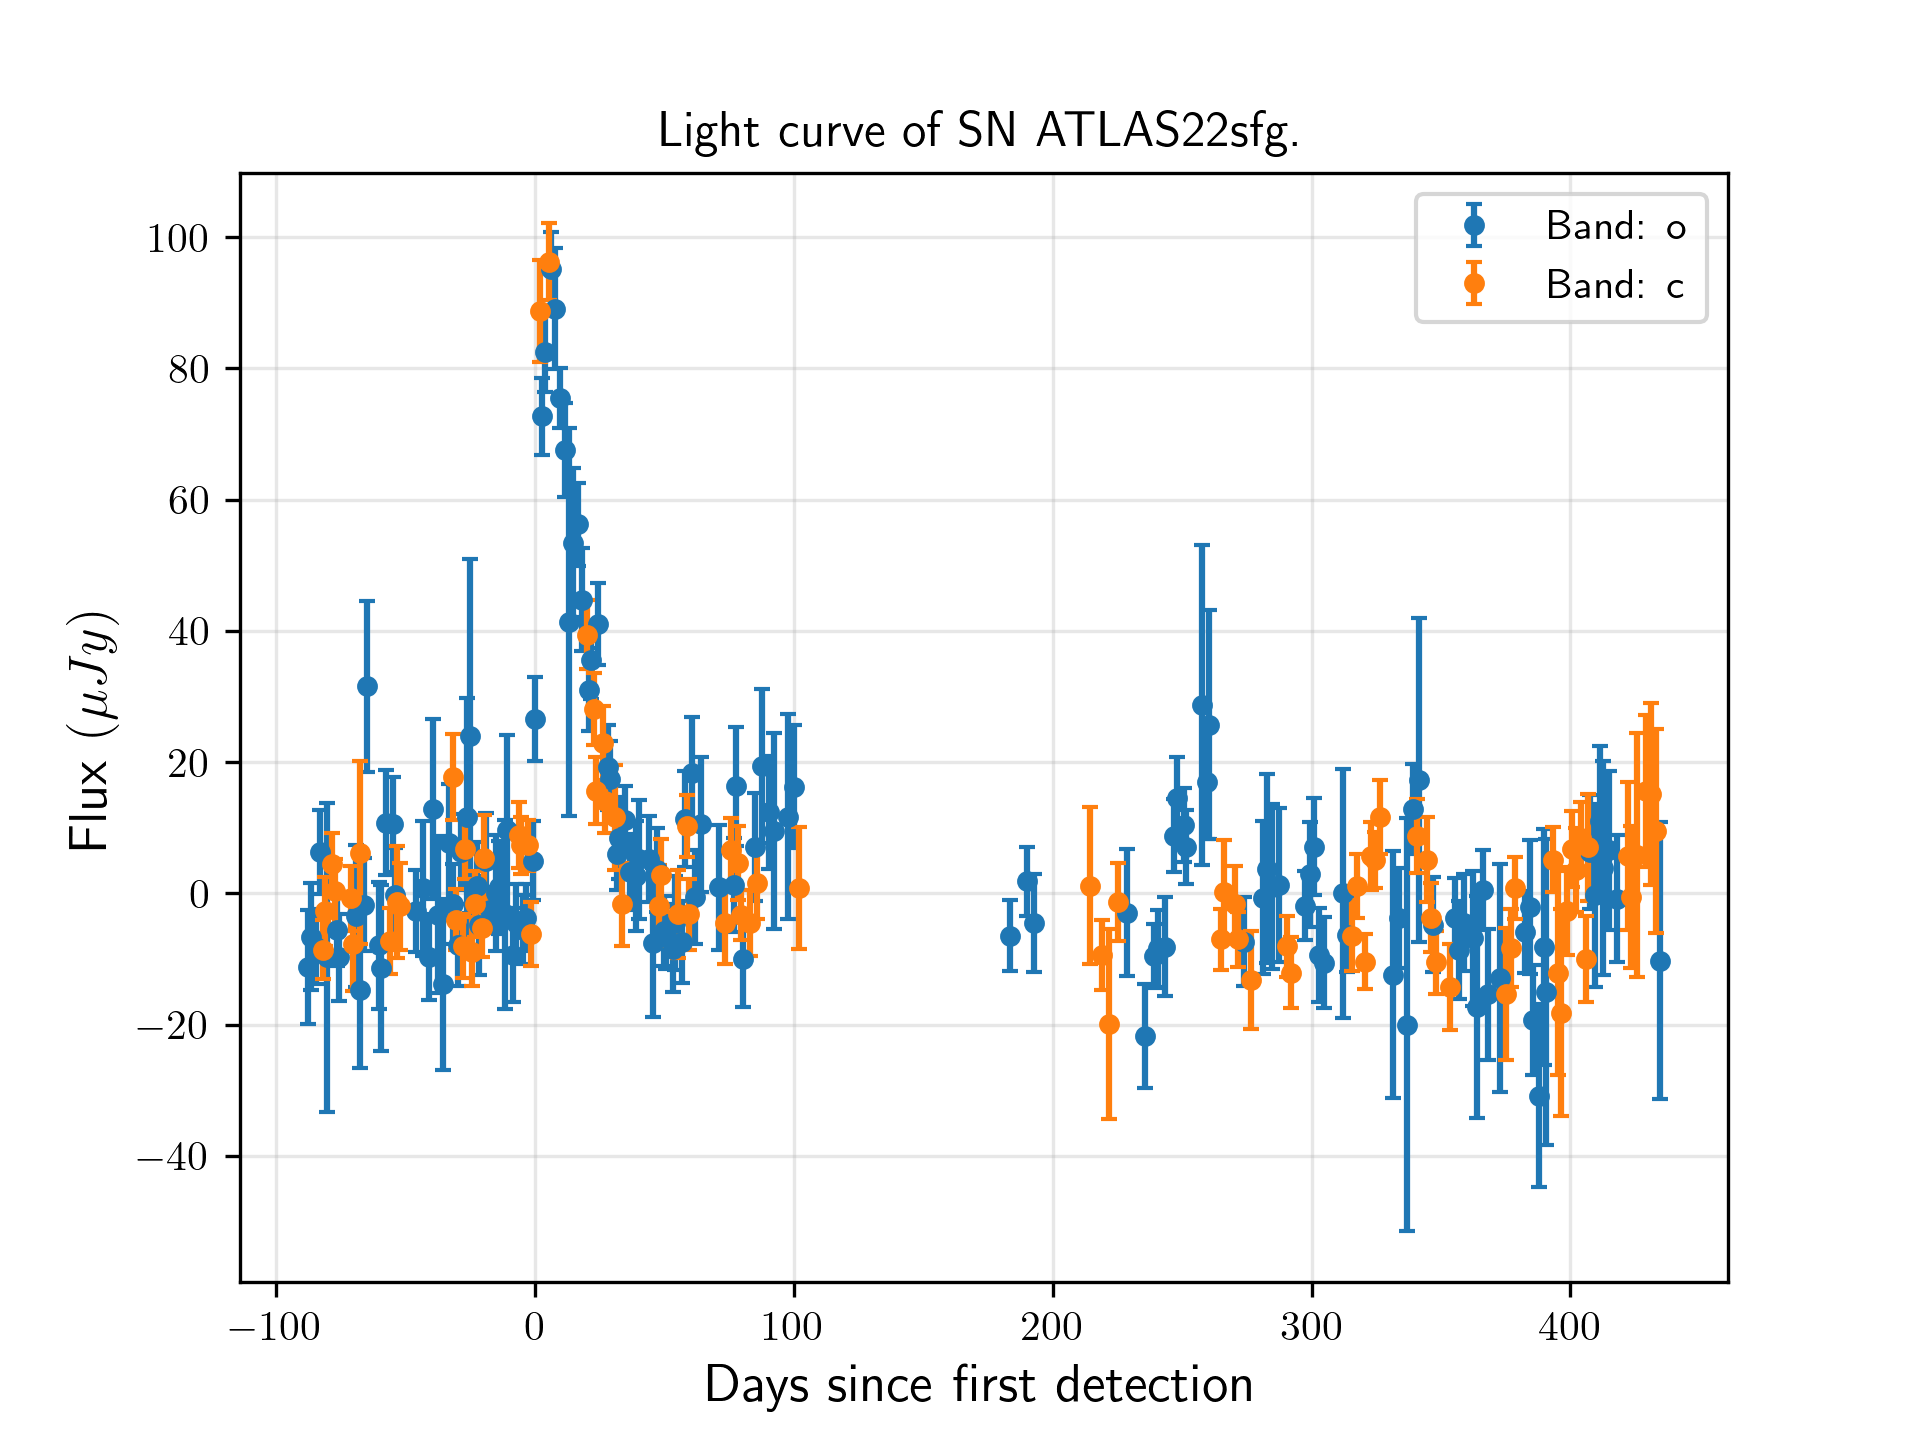 Light curve of SN ATLAS22sfg.
Band: o
Band: c
100
80
60
40
20
0
−20
−40
Flux (μJy)
−100 0 100 200 300 400
Days since first detection